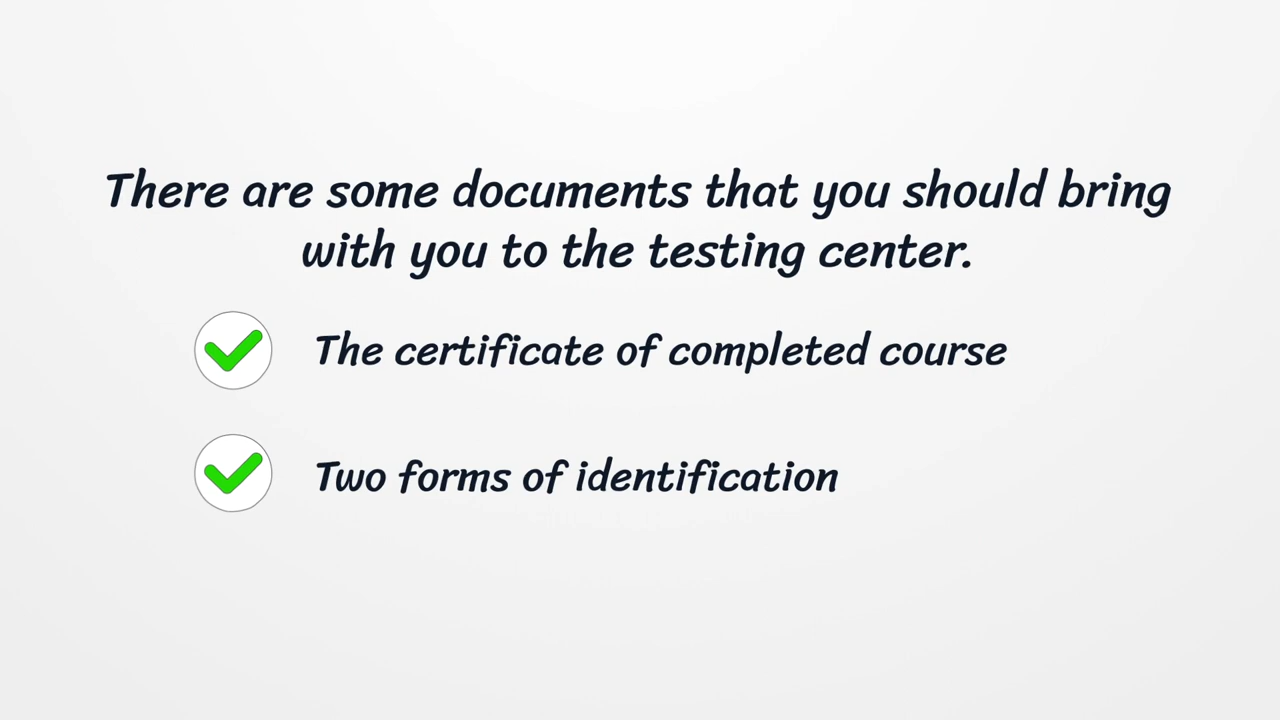 There are some documents that you should bring
with you to the testing center.
The certificate of completed course
Two forms of identification